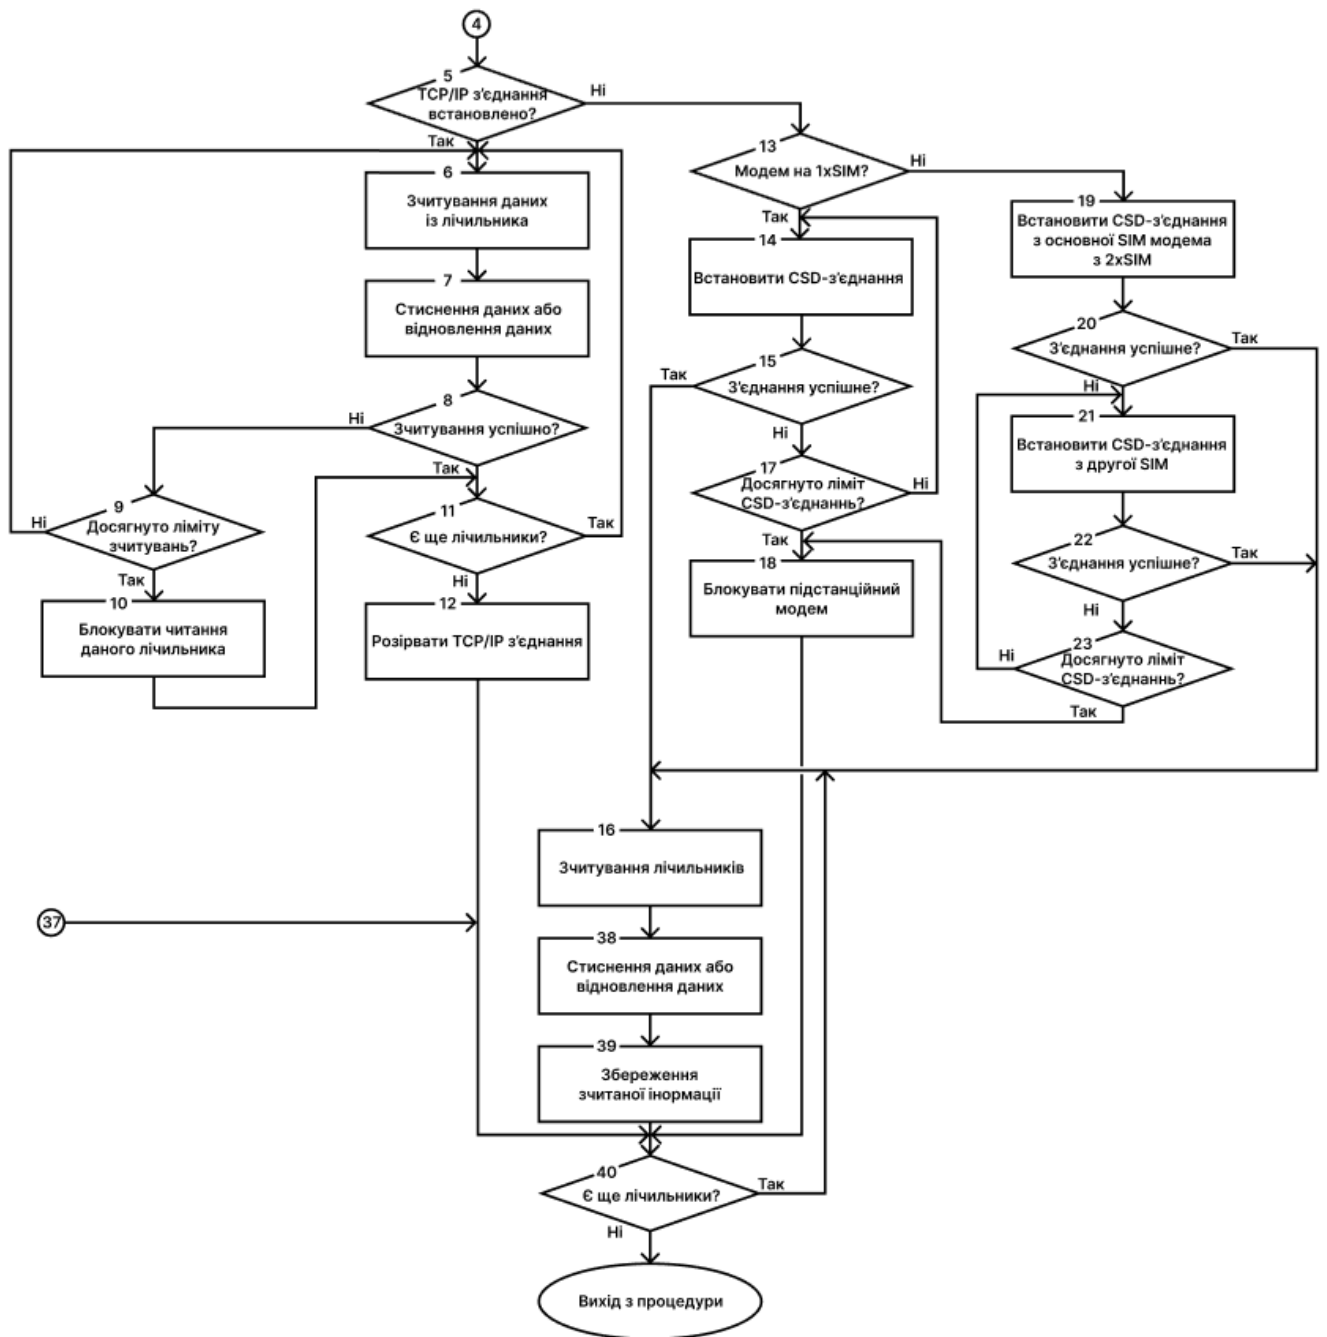 4
5
TCP/IP з'єднання
встановлено?
Ні
Так
6
Зчитування даних
із лічильника
7
Стиснення даних або
відновлення даних
8
Зчитування успішно?
Ні
Так
9
Досягнуто ліміту
зчитувань?
Ні
Так
10
Блокувати читання
даного лічильника
11
Є ще лічильники?
Так
Ні
12
Розірвати TCP/IP з'єднання
13
Модем на 1xSIM?
Ні
Так
14
Встановити CSD-з'єднання
15
З'єднання успішне?
Так
Ні
17
Досягнуто ліміт
CSD-з'єднаннь?
Ні
Так
18
Блокувати підстанційний
модем
19
Встановити CSD-з'єднання
з основної SIM модема
з 2xSIM
20
З'єднання успішне?
Так
Ні
21
Встановити CSD-з'єднання
з другої SIM
22
З'єднання успішне?
Так
Ні
23
Досягнуто ліміт
CSD-з'єднаннь?
Ні
Так
16
Зчитування лічильників
37
38
Стиснення даних або
відновлення даних
39
Збереження
зчитаної інормації
40
Є ще лічильники?
Так
Ні
Вихід з процедури